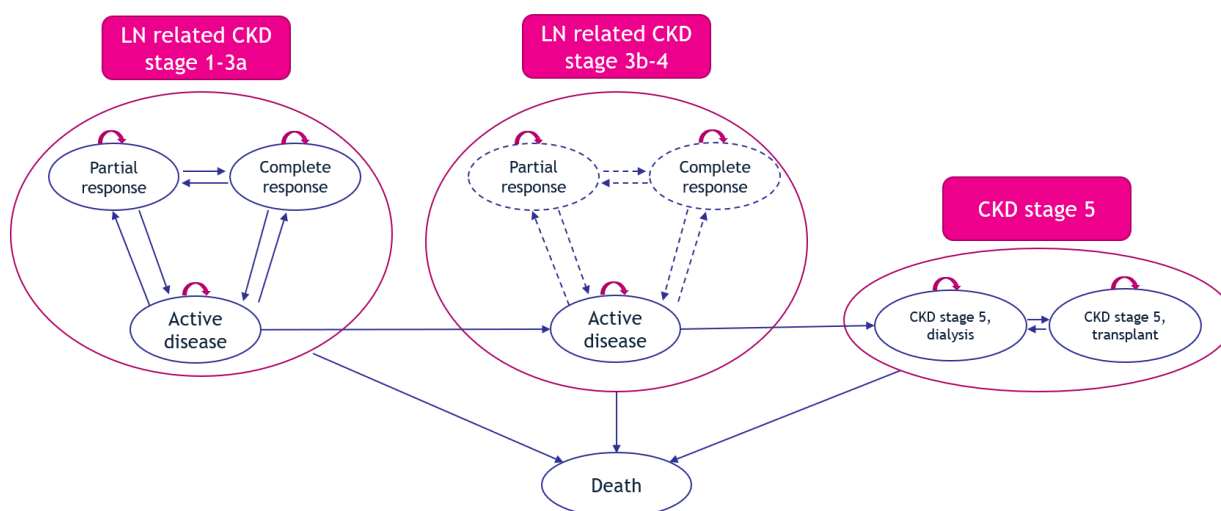 LN related CKD
stage 1-3a
LN related CKD
stage 3b-4
Partial
response
Complete
response
Partial
response
Complete
response
CKD stage 5
Active
disease
Active
disease
CKD stage 5,
dialysis
CKD stage 5,
transplant
Death